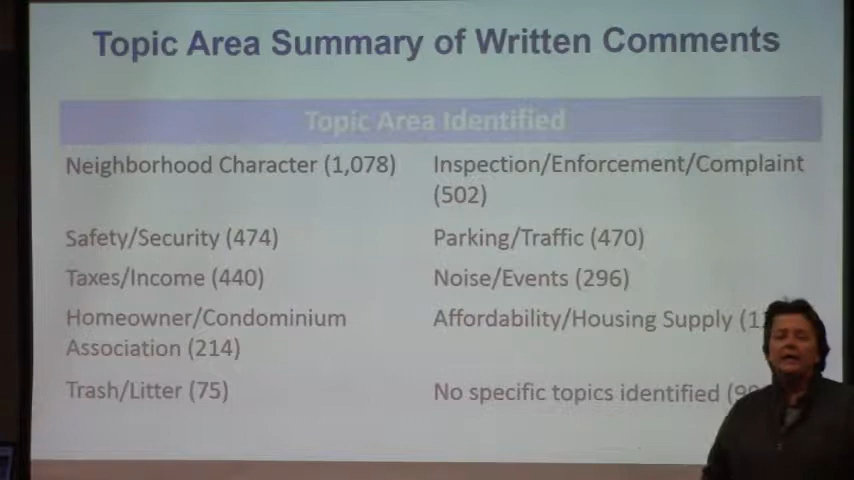 Topic Area Summary of Written Comments
Topic Area Identified
Neighborhood Character (1,078)
Inspection/Enforcement/Complaint
(502)
Safety/Security (474)
Parking/Traffic (470)
Taxes/Income (440)
Noise/Events (296)
Homeowner/Condominium
Association (214)
Affordability/Housing Supply
Trash/Litter (75)
No specific topics identified